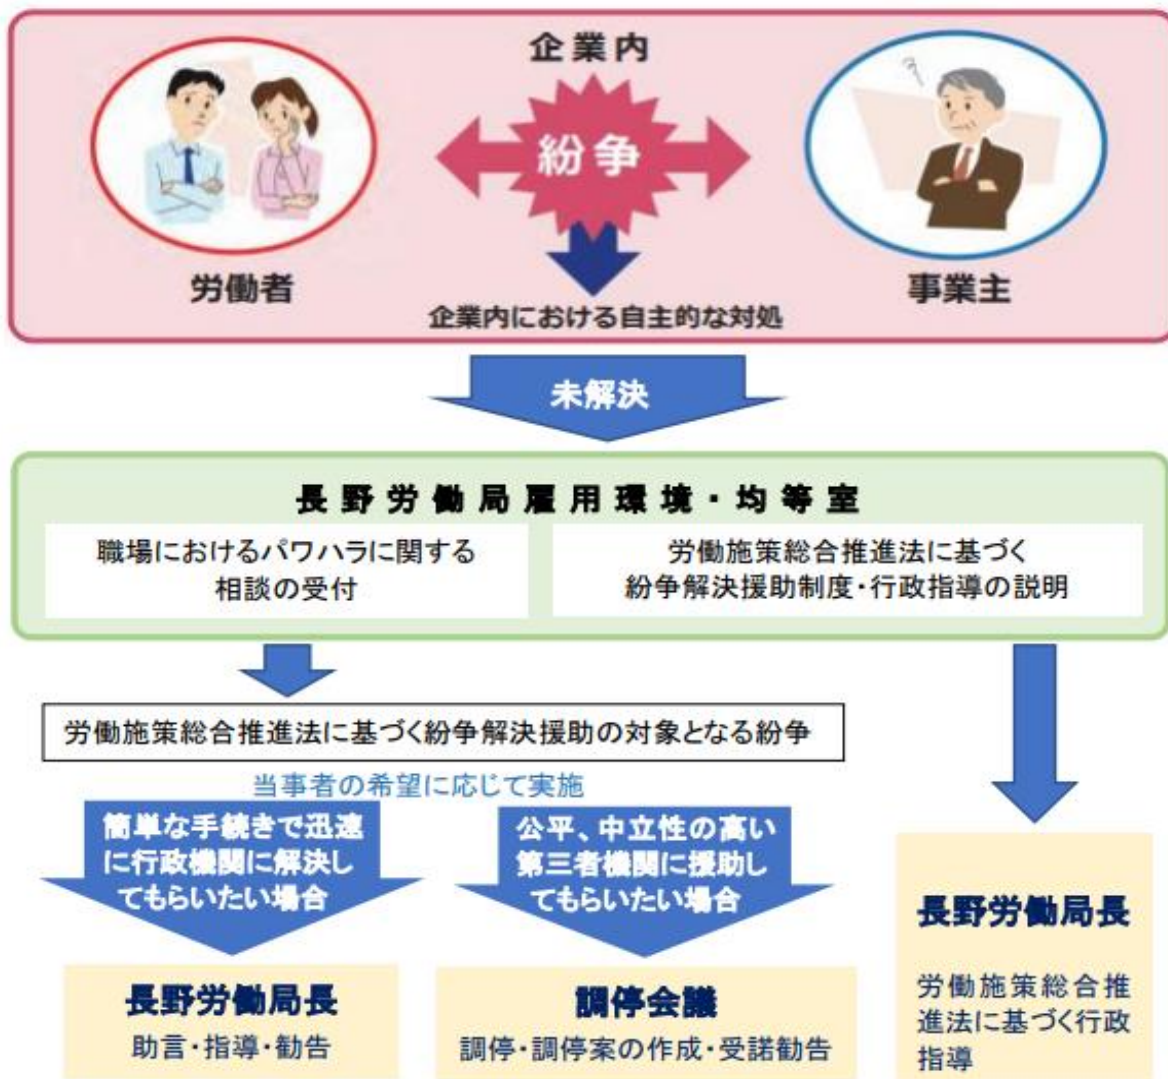 企業内
紛争
労働者
事業主
企業内における自主的な対処
未解決
長野労働局雇用環境・均等室
職場におけるパワハラに関する
相談の受付
労働施策総合推進法に基づく
紛争解決援助制度・行政指導の説明
労働施策総合推進法に基づく紛争解決援助の対象となる紛争
当事者の希望に応じて実施
簡単な手続きで迅速
に行政機関に解決し
てもらいたい場合
公平、中立性の高い
第三者機関に援助し
てもらいたい場合
長野労働局長
助言・指導・勧告
調停会議
調停・調停案の作成・受諾勧告
長野労働局長
労働施策総合推
進法に基づく行政
指導